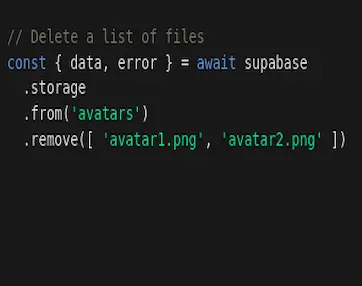 // Delete a list of files
const { data, error } = await supabase
  .storage
  .from('avatars')
  .remove([ 'avatar1.png', 'avatar2.png' ])